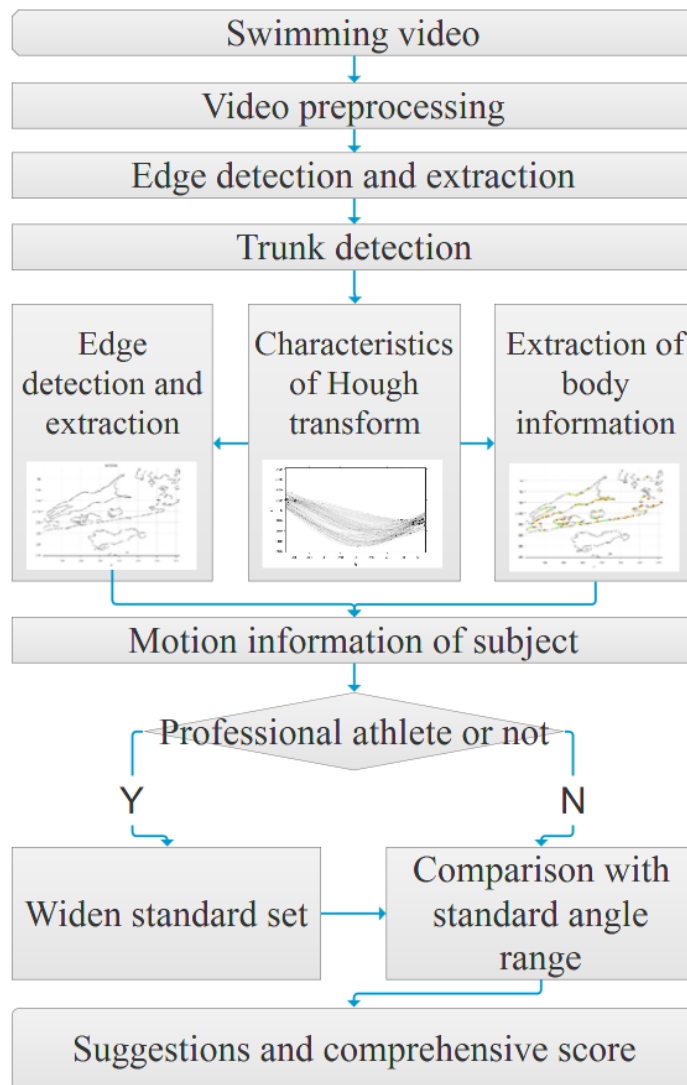 Swimming video
Video preprocessing
Edge detection and extraction
Trunk detection
Edge
detection and
extraction
Characteristics
of Hough
transform
Extraction of
body
information
Motion information of subject
Professional athlete or not
Y
N
Widen standard set
Comparison with
standard angle
range
Suggestions and comprehensive score